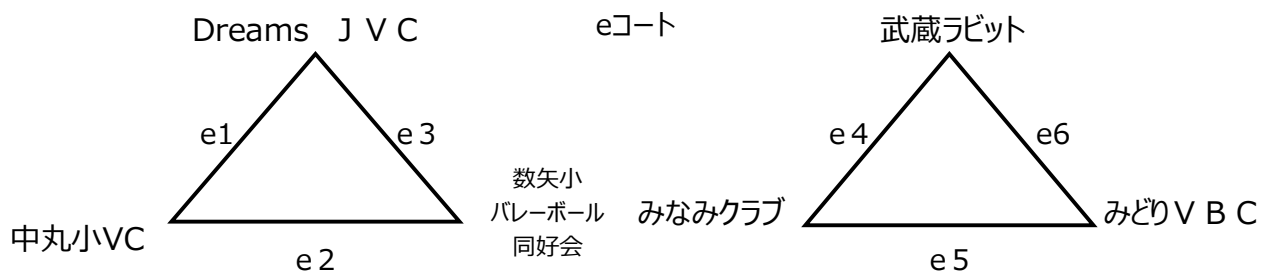 Dreams　ＪＶＣ
eコート
武蔵ラビット
e1
e３
e４
e6
数矢小
バレーボール
同好会
中丸小VC
みなみクラブ
みどりＶＢＣ
e２
e５